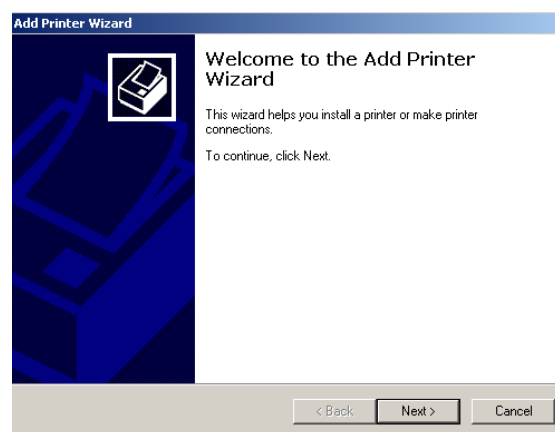 Add Printer Wizard
Welcome to the Add Printer
Wizard
This wizard helps you install a printer or make printer
connections.
To continue, click Next.
< Back
Next >
Cancel